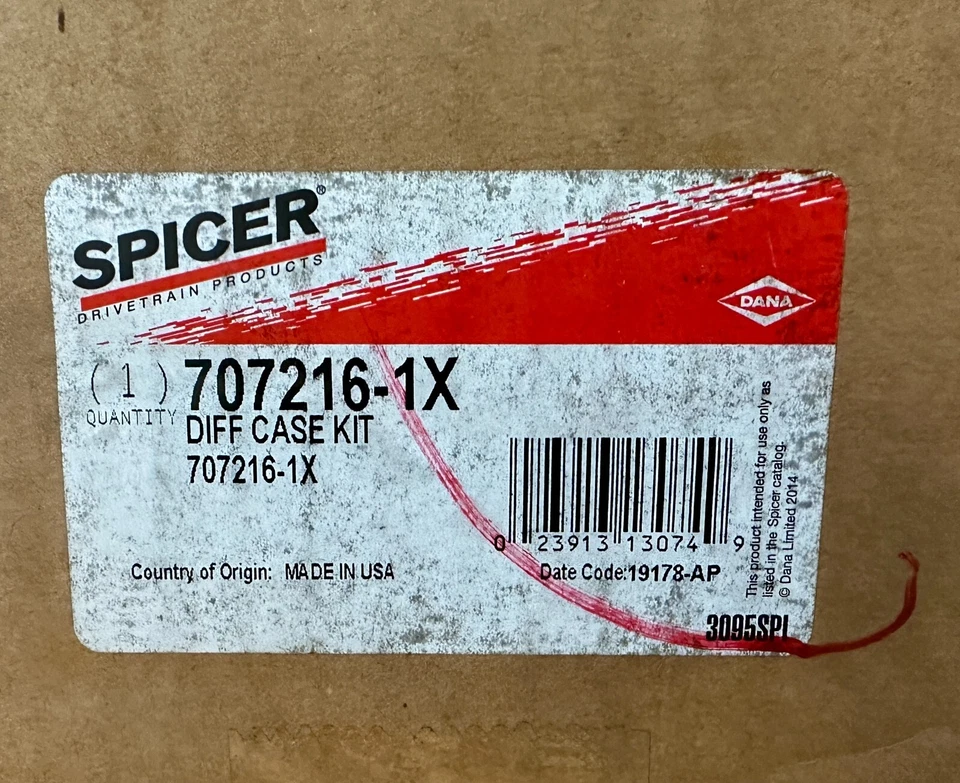 SPICER®
DRIVETRAIN PRODUCTS
DANA
( 1 )
QUANTITY
707216-1X
DIFF CASE KIT
707216-1X
0 23913 13074 9
Country of Origin: MADE IN USA
Date Code:19178-AP
3095SPI
This product intended for use only as
listed in the Spicer catalog.
© Dana Limited 2014